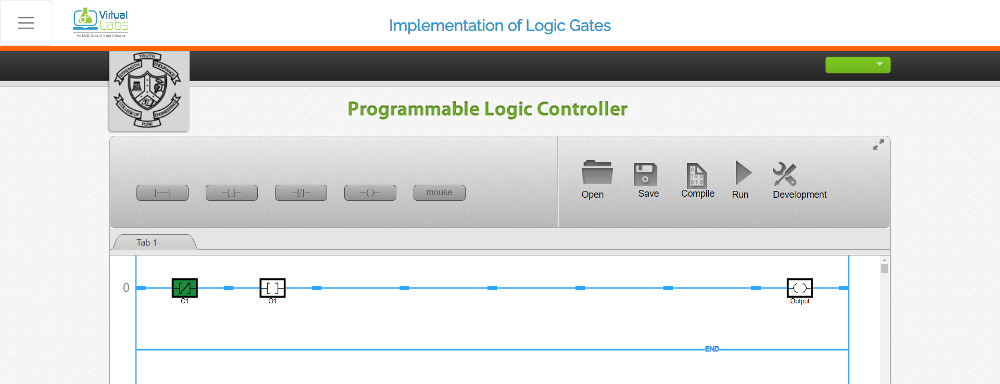 Virtual
Labs
An MoE Govt of India Initiative
Implementation of Logic Gates
TRUTH
STRENGTH
ENDURANCE
COLLEGE OF
ENGINEERING
PUNE
Programmable Logic Controller
|----|
--[ ]--
--[/]--
--( )--
mouse
Open
Save
Compile
Run
Development
Tab 1
0
C1
O1
Output
END